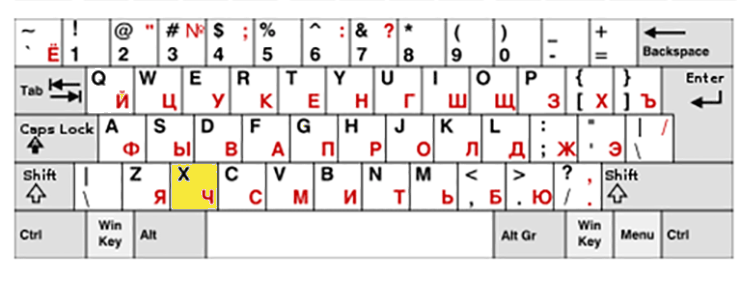 ~ ` Ё ! 1 @ " 2 # № 3 $ ; 4 % 5 ^ : 6 & ? 7 * 8 ( 9 ) 0 _ - + = Backspace
Tab Q Й W Ц E У R К T Е Y Н U Г I Ш O Щ P З { [ Х } ] Ъ Enter
Caps Lock A Ф S Ы D В F А G П H Р J О K Л L Д : ; Ж " ' Э | / \
Shift | \ Z Я X Ч C С V М B И N Т M Ь < , Б > . Ю ? , / . Shift
Ctrl Win Key Alt Alt Gr Win Key Menu Ctrl